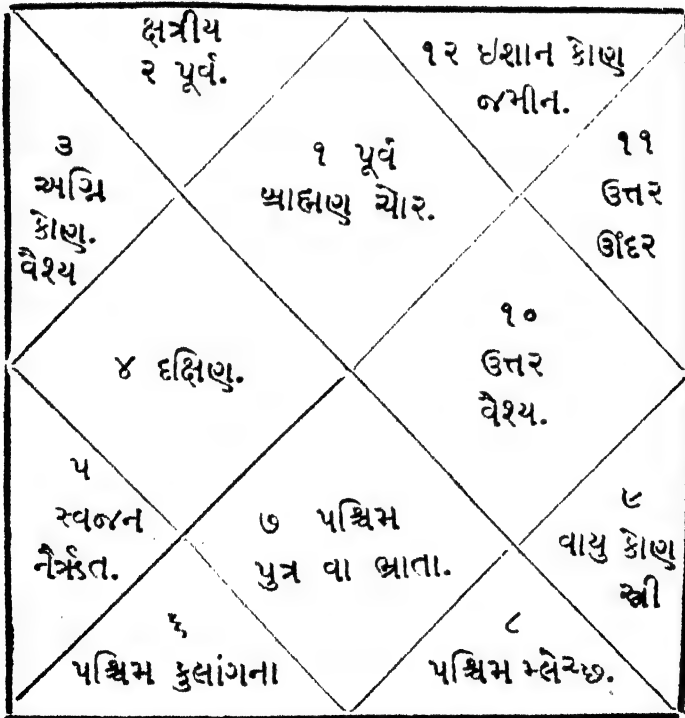 ક્ષત્રીય
૨ પૂર્વ.
૧૨ ઇશાન કોણ
જમીન.
૩
અગ્નિ
કોણ.
વૈશ્ય
૧ પૂર્વ
બ્રાહ્મણ ચોર.
૧૧
ઉત્તર
ઊંદર
૪ દક્ષિણ.
૧૦
ઉત્તર
વૈશ્ય.
૫
સ્વજન
નૈર્ઋત.
૭ પશ્ચિમ
પુત્ર વા ભ્રાતા.
૯
વાયુ કોણ
સ્ત્રી
૬
પશ્ચિમ કુલાંગના
૮
પશ્ચિમ મ્લેચ્છ.